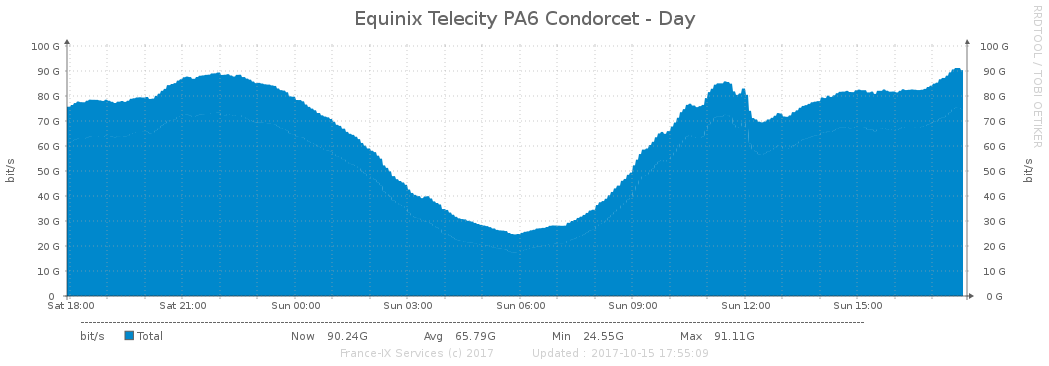 Equinix Telecity PA6 Condorcet - Day
RRDTOOL / TOBI OETIKER
bit/s
100 G
90 G
80 G
70 G
60 G
50 G
40 G
30 G
20 G
10 G
0
100 G
90 G
80 G
70 G
60 G
50 G
40 G
30 G
20 G
10 G
0 G
bit/s
Sat 18:00 Sat 21:00 Sun 00:00 Sun 03:00 Sun 06:00 Sun 09:00 Sun 12:00 Sun 15:00
bit/s Total Now 90.24G Avg 65.79G Min 24.55G Max 91.11G
France-IX Services (c) 2017 Updated : 2017-10-15 17:55:09